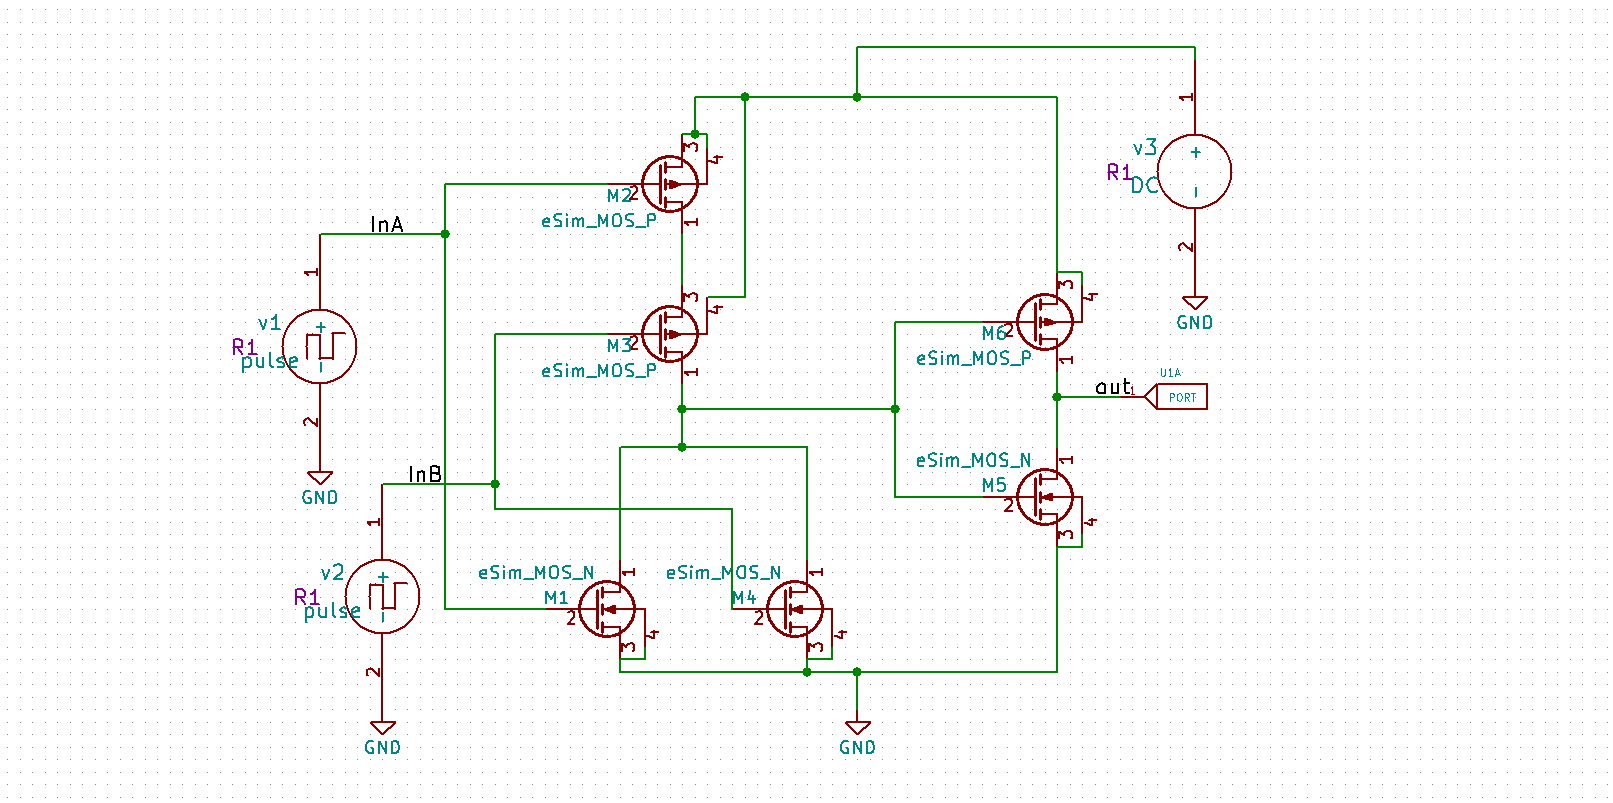 1
v3
+
R1
DC
2
GND
3
4
M2
2
eSim_MOS_P
1
InA
1
v1
+
R1
pulse
2
GND
3
4
M3
2
eSim_MOS_P
1
3
4
M6
2
eSim_MOS_P
1
out
1
U1A
PORT
eSim_MOS_N
1
M5
2
4
3
InB
1
v2
+
R1
pulse
2
GND
eSim_MOS_N
1
M1
2
4
3
eSim_MOS_N
1
M4
2
4
3
GND